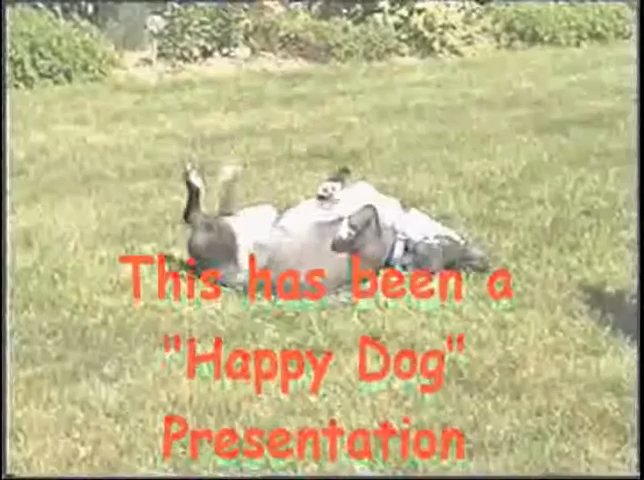 This has been a
"Happy Dog"
Presentation